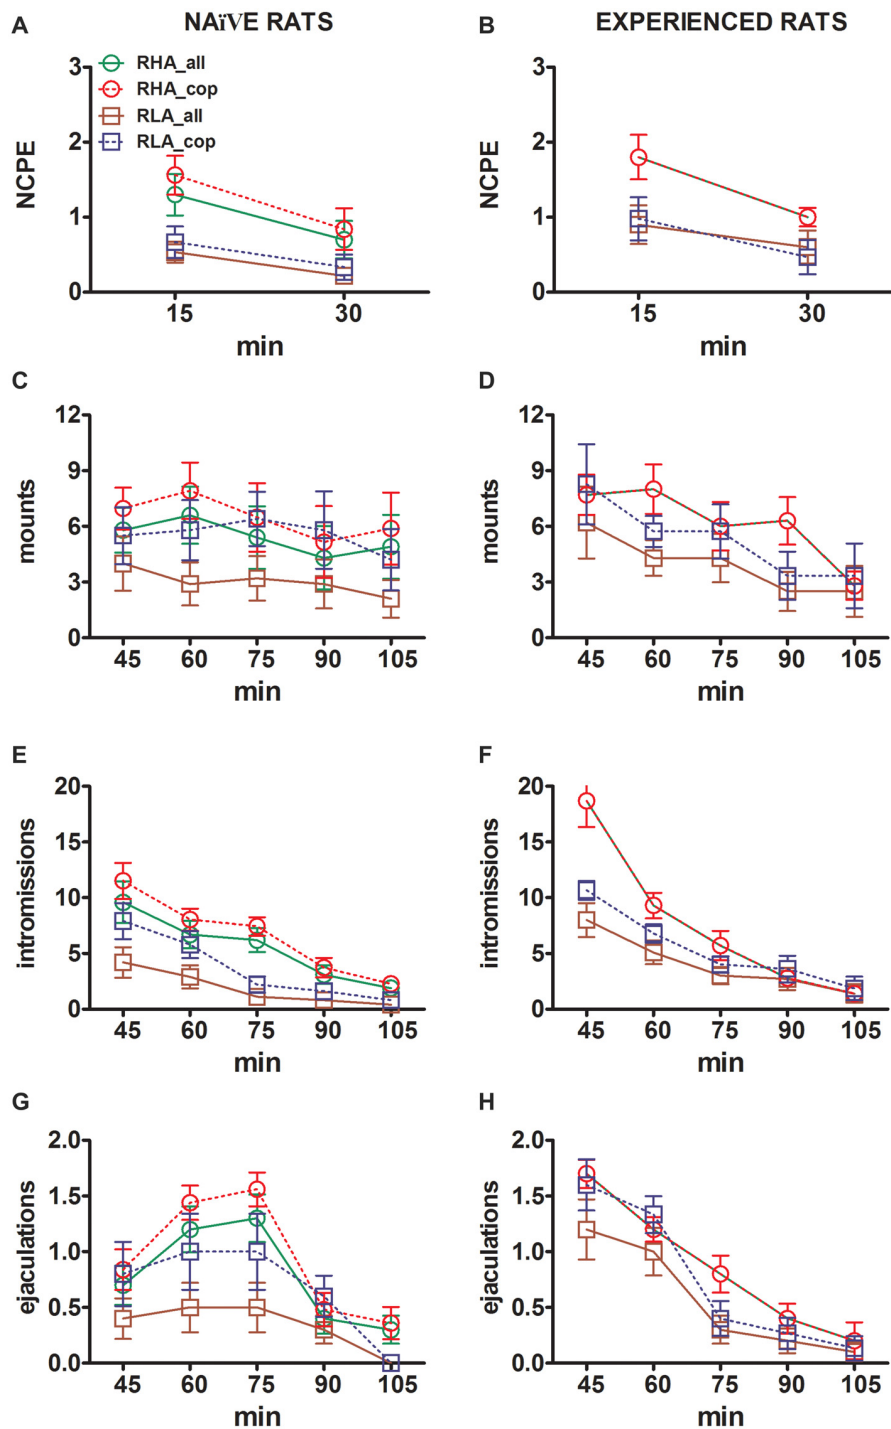 A NAïVE RATS
B EXPERIENCED RATS
RHA_all
RHA_cop
RLA_all
RLA_cop
NCPE
3
2
1
0
15 30
min
NCPE
3
2
1
0
15 30
min
C
mounts
12
9
6
3
0
45 60 75 90 105
min
D
mounts
12
9
6
3
0
45 60 75 90 105
min
E
intromissions
20
15
10
5
0
45 60 75 90 105
min
F
intromissions
20
15
10
5
0
45 60 75 90 105
min
G
ejaculations
2.0
1.5
1.0
0.5
0.0
45 60 75 90 105
min
H
ejaculations
2.0
1.5
1.0
0.5
0.0
45 60 75 90 105
min